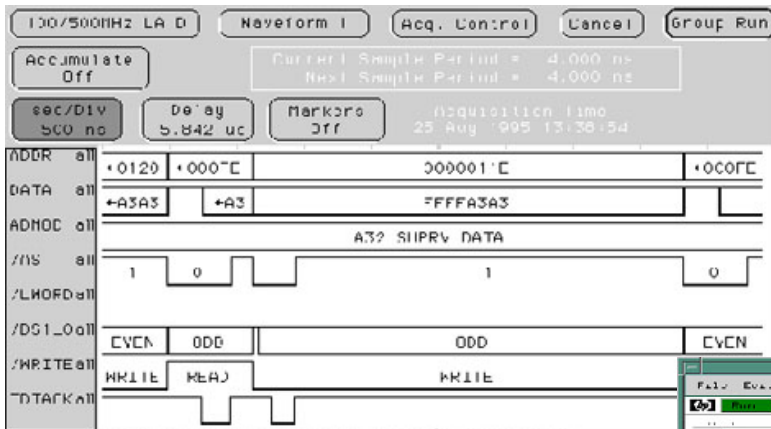 100/500MHz LA D Waveform 1 Acq. Control Cancel Group Run
Accumulate
Off
Current Sample Period = 4.000 ns
Next Sample Period = 4.000 ns
sec/Div
500 ns
Delay
5.842 us
Markers
Off
Acquisition Time
25 Aug 1995 13:38:54
ADDR all
DATA all
FFFFA3A3
ADMOD all
A32 SUPRV DATA
/AS all
1 0 1 0
/LWORD all
/DS1_0 all
EVEN ODD ODD EVEN
/WRITE all
WRITE READ WRITE
all
File
Run